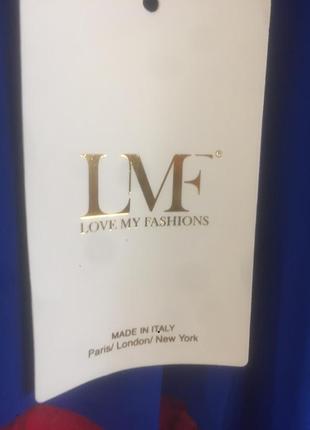 LMF®
LOVE MY FASHIONS
MADE IN ITALY
Paris/ London/ New York